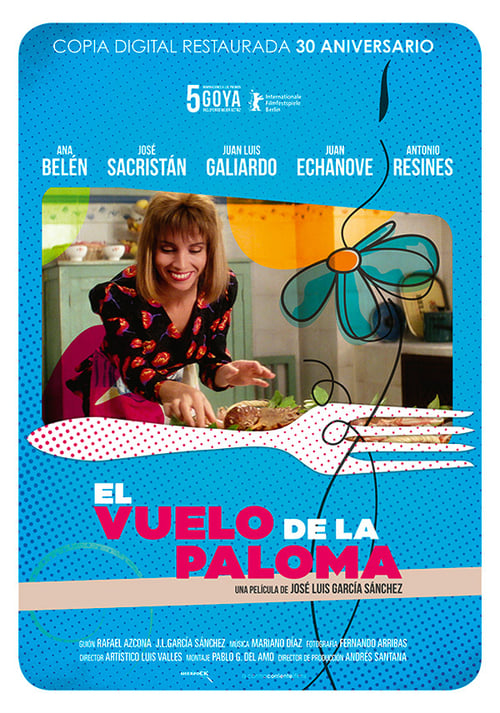 COPIA DIGITAL RESTAURADA 30 ANIVERSARIO
5 GOYA
Internationale
Filmfestspiele
Berlin
ANA BELÉN
JOSÉ SACRISTÁN
JUAN LUIS GALIARDO
JUAN ECHANOVE
ANTONIO RESINES
EL
VUELO DE LA
PALOMA
UNA PELÍCULA DE JOSÉ LUIS GARCÍA SÁNCHEZ
GUIÓN RAFAEL AZCONA J.L.GARCÍA SÁNCHEZ MÚSICA MARIANO DÍAZ FOTOGRAFÍA FERNANDO ARRIBAS
DIRECTOR ARTÍSTICO LUIS VALLES MONTAJE PABLO G. DEL AMO DIRECTOR DE PRODUCCIÓN ANDRÉS SANTANA